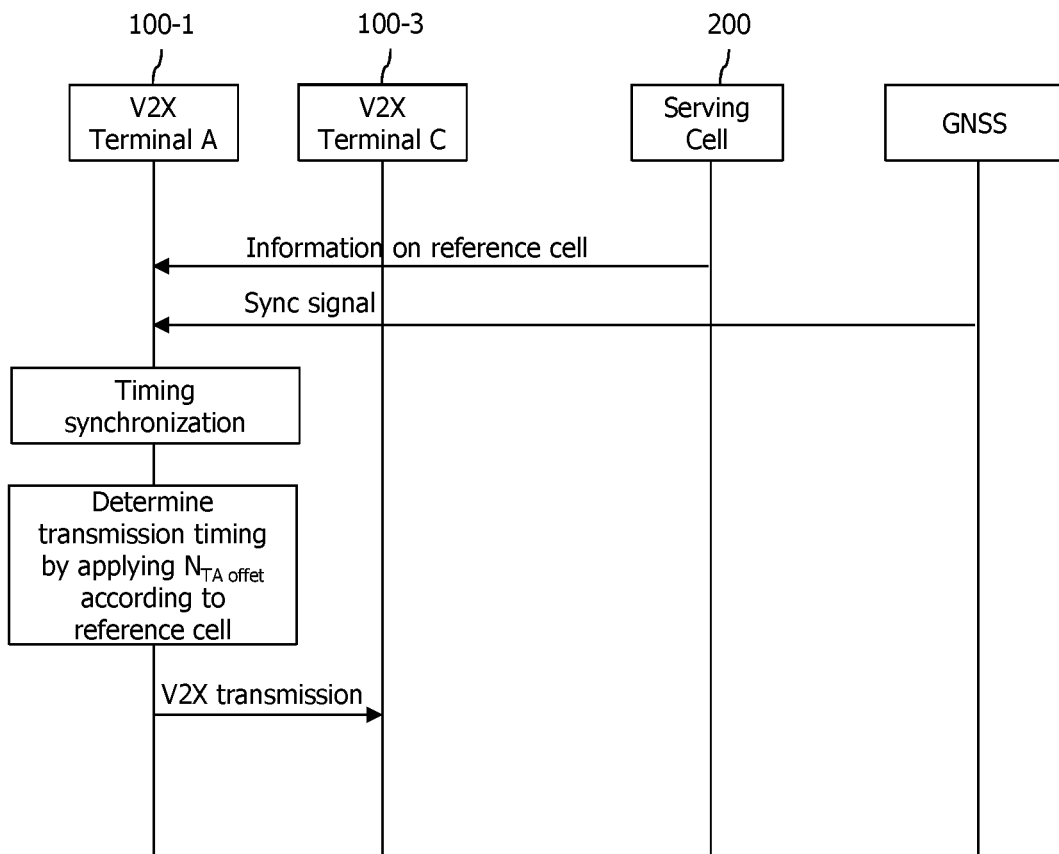 100-1
100-3
200
V2X
Terminal A
V2X
Terminal C
Serving
Cell
GNSS
Information on reference cell
Sync signal
Timing
synchronization
Determine
transmission timing
by applying N_TA offet
according to
reference cell
V2X transmission